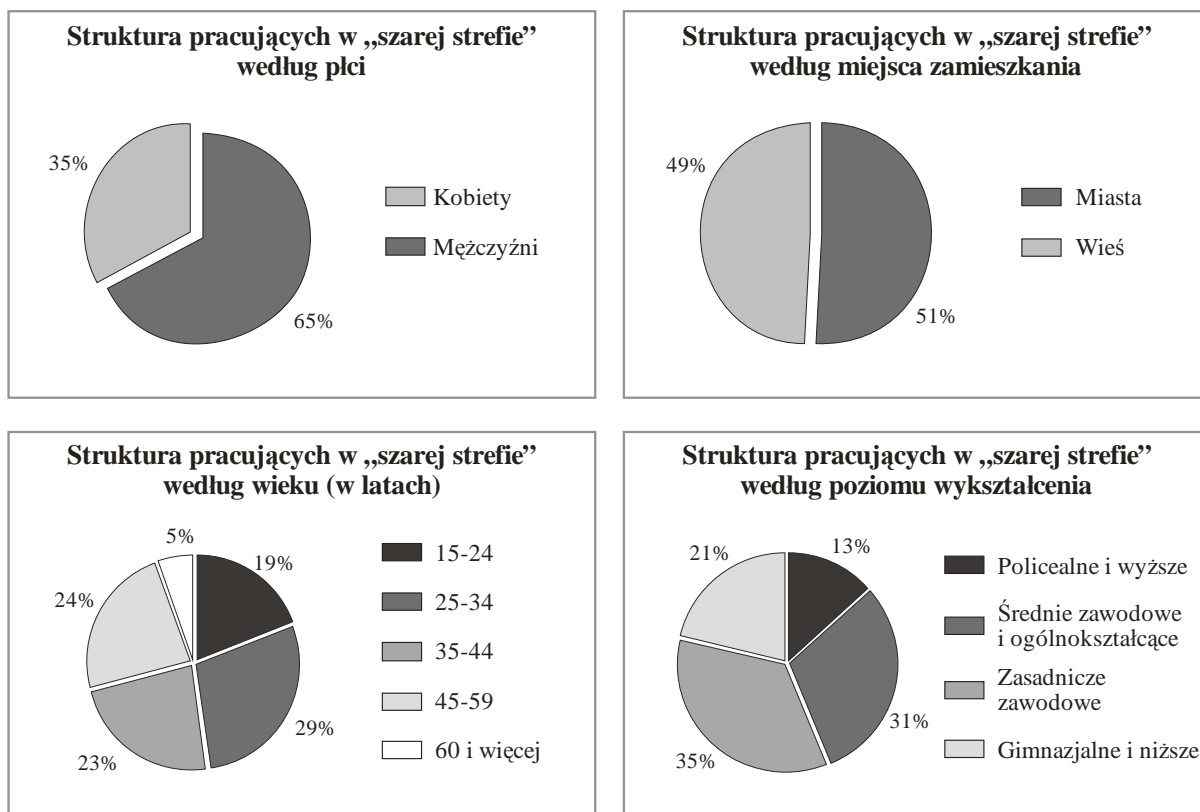 Struktura pracujących w „szarej strefie”
według płci
35%
65%
Kobiety
Mężczyźni
Struktura pracujących w „szarej strefie”
według miejsca zamieszkania
49%
51%
Miasta
Wieś
Struktura pracujących w „szarej strefie”
według wieku (w latach)
5%
19%
24%
29%
23%
15-24
25-34
35-44
45-59
60 i więcej
Struktura pracujących w „szarej strefie”
według poziomu wykształcenia
21%
13%
31%
35%
Policealne i wyższe
Średnie zawodowe
i ogólnokształcące
Zasadnicze
zawodowe
Gimnazjalne i niższe